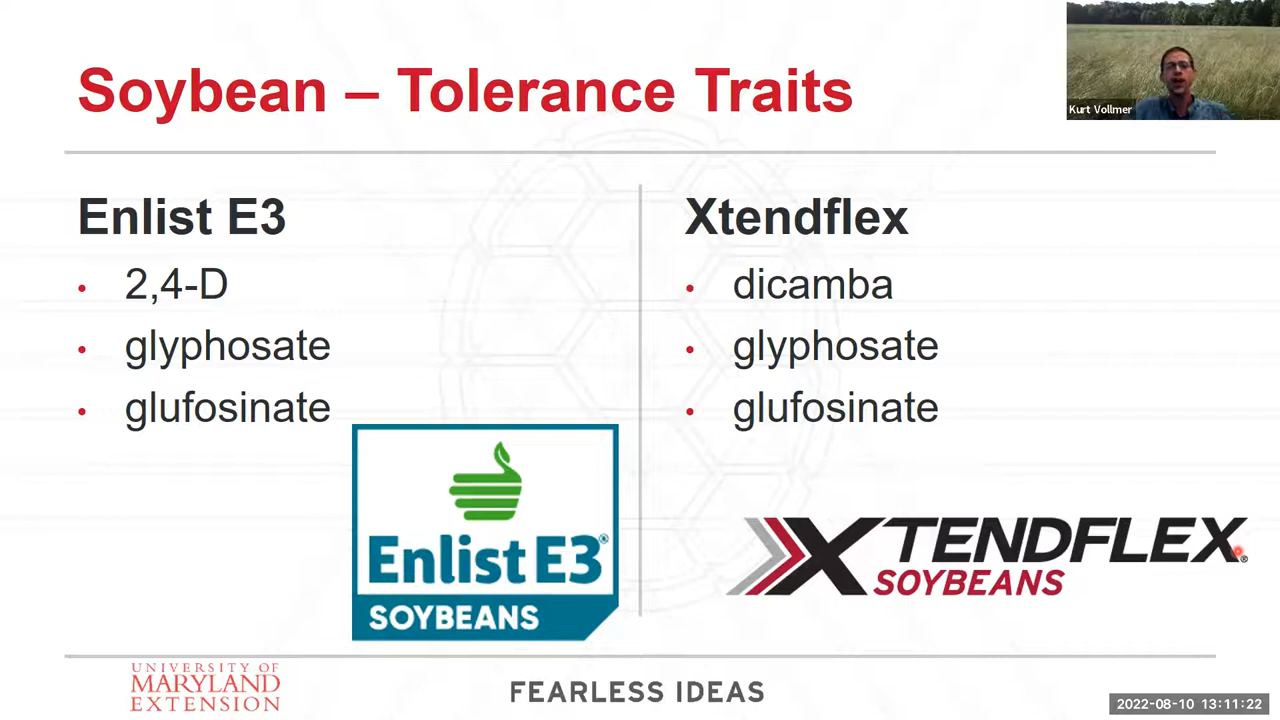 Soybean – Tolerance Traits
Kurt Vollmer
Enlist E3
• 2,4-D
• glyphosate
• glufosinate
Enlist E3®
SOYBEANS
Xtendflex
• dicamba
• glyphosate
• glufosinate
XTENDFLEX®
SOYBEANS
UNIVERSITY OF
MARYLAND
EXTENSION
FEARLESS IDEAS
2022-08-10 13:11:22